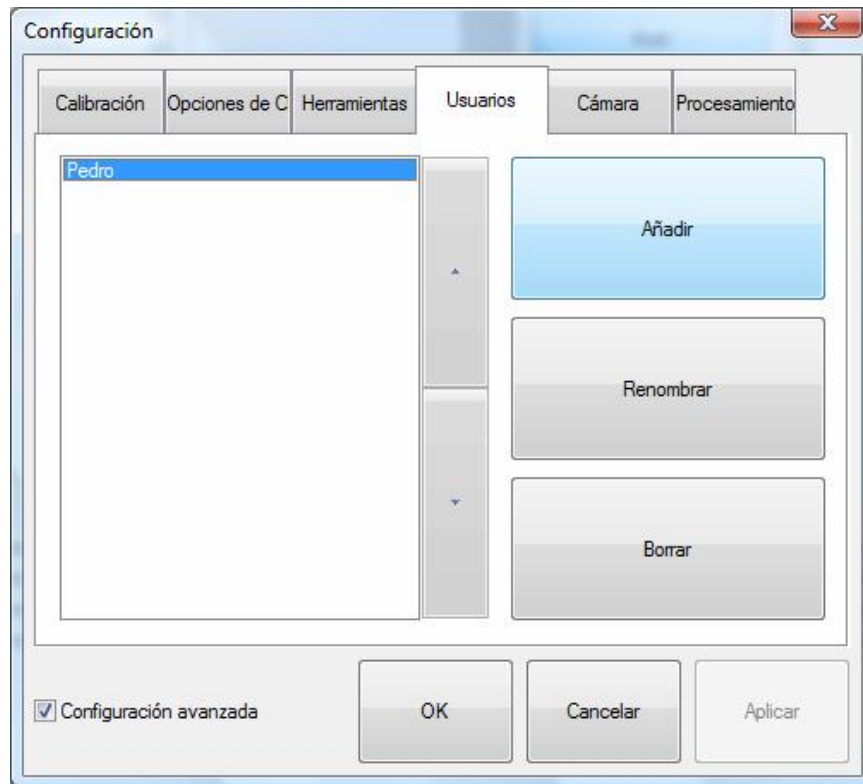 Configuración
Calibración
Opciones de C
Herramientas
Usuarios
Cámara
Procesamiento
Pedro
Añadir
Renombrar
Borrar
Configuración avanzada
OK
Cancelar
Aplicar